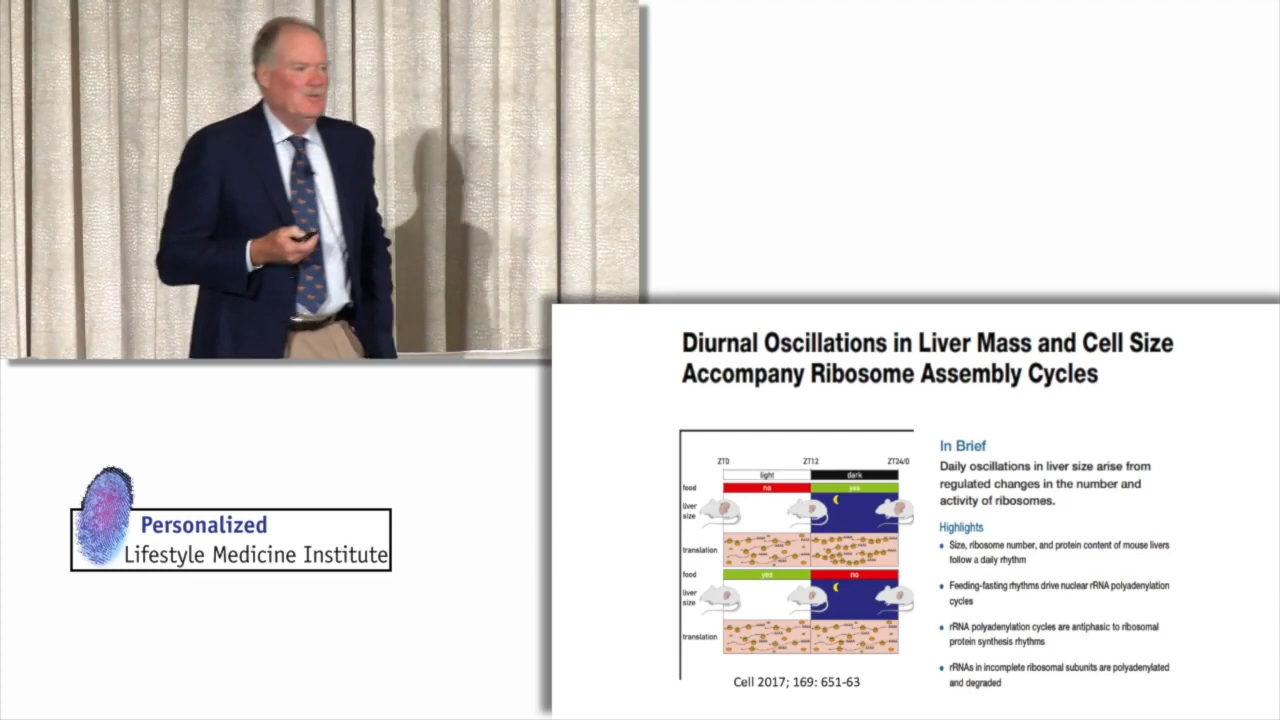 Diurnal Oscillations in Liver Mass and Cell Size
Accompany Ribosome Assembly Cycles
ZT0 ZT12 ZT24/0
light dark
food no yes
liver
size
translation
food yes no
liver
size
translation
Cell 2017; 169: 651-63
In Brief
Daily oscillations in liver size arise from
regulated changes in the number and
activity of ribosomes.
Highlights
• Size, ribosome number, and protein content of mouse livers
follow a daily rhythm
• Feeding-fasting rhythms drive nuclear rRNA polyadenylation
cycles
• rRNA polyadenylation cycles are antiphasic to ribosomal
protein synthesis rhythms
• rRNAs in incomplete ribosomal subunits are polyadenylated
and degraded
Personalized
Lifestyle Medicine Institute